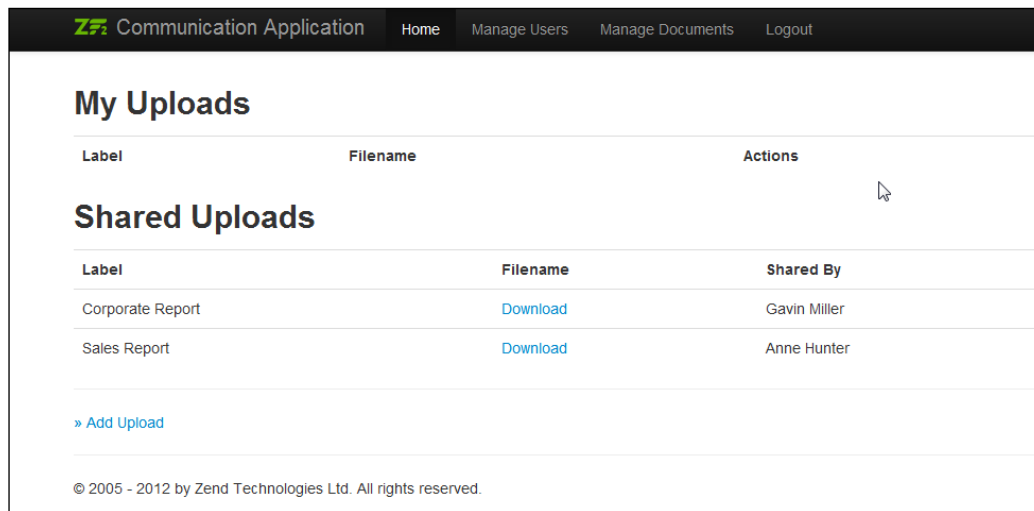 ZF2 Communication Application Home Manage Users Manage Documents Logout
My Uploads
Label Filename Actions
Shared Uploads
Label Filename Shared By
Corporate Report Download Gavin Miller
Sales Report Download Anne Hunter
» Add Upload
© 2005 - 2012 by Zend Technologies Ltd. All rights reserved.